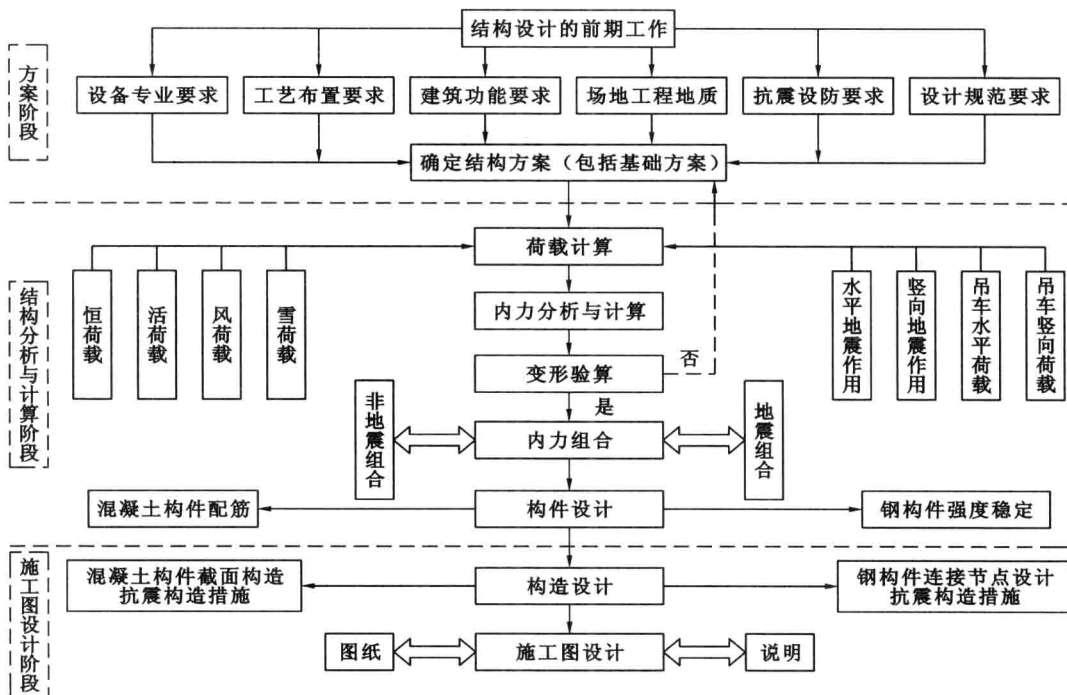 结构设计的前期工作
方案阶段
设备专业要求
工艺布置要求
建筑功能要求
场地工程地质
抗震设防要求
设计规范要求
确定结构方案（包括基础方案）
结构分析与计算阶段
荷载计算
恒荷载
活荷载
风荷载
雪荷载
水平地震作用
竖向地震作用
吊车水平荷载
吊车竖向荷载
内力分析与计算
变形验算
否
是
非地震组合
内力组合
地震组合
混凝土构件配筋
构件设计
钢构件强度稳定
施工图设计阶段
混凝土构件截面构造
抗震构造措施
构造设计
钢构件连接节点设计
抗震构造措施
图纸
施工图设计
说明